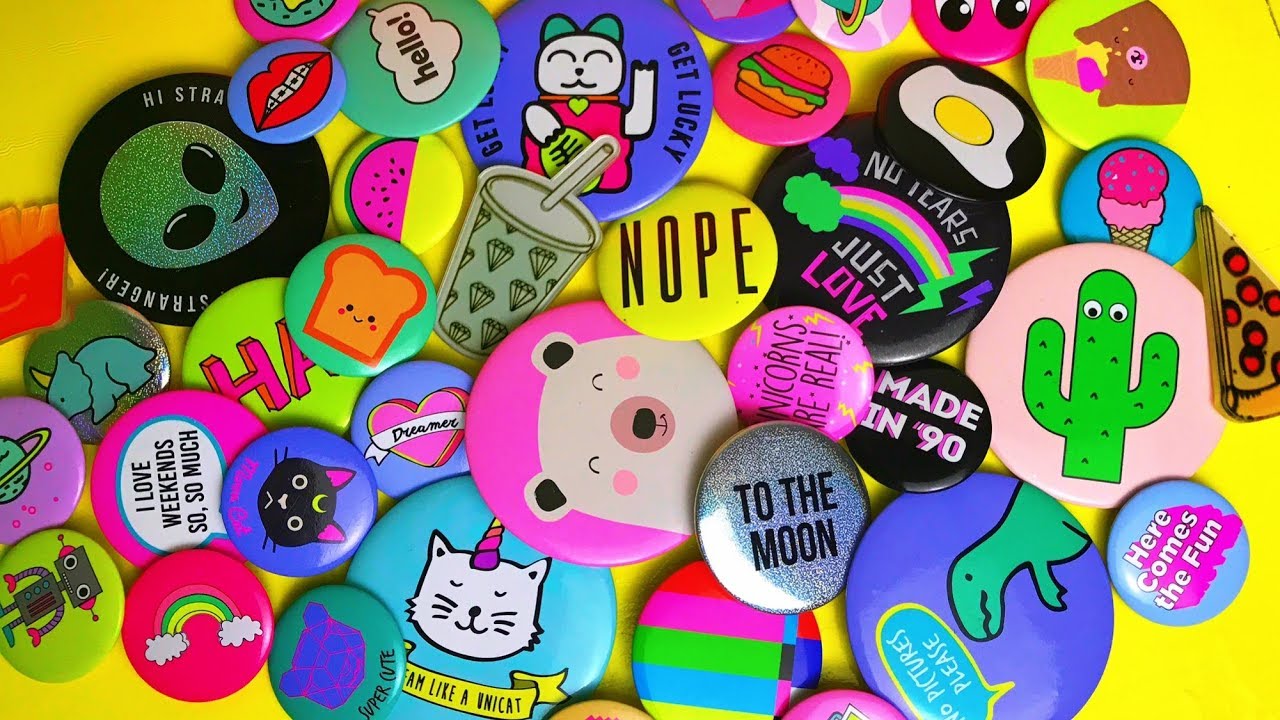 hello!
GET LUCKY
GET L
HI STRA
STRANGER!
NOPE
NO TEARS
JUST
LOVE
HA
UNICORNS
ARE REAL!
MADE
IN '90
Dreamer
I LOVE
WEEKENDS
SO, SO MUCH
TO THE
MOON
Here
Comes
the Fun
NO PICTURES
PLEASE
SUPER CUTE
EAM LIKE A UNICAT